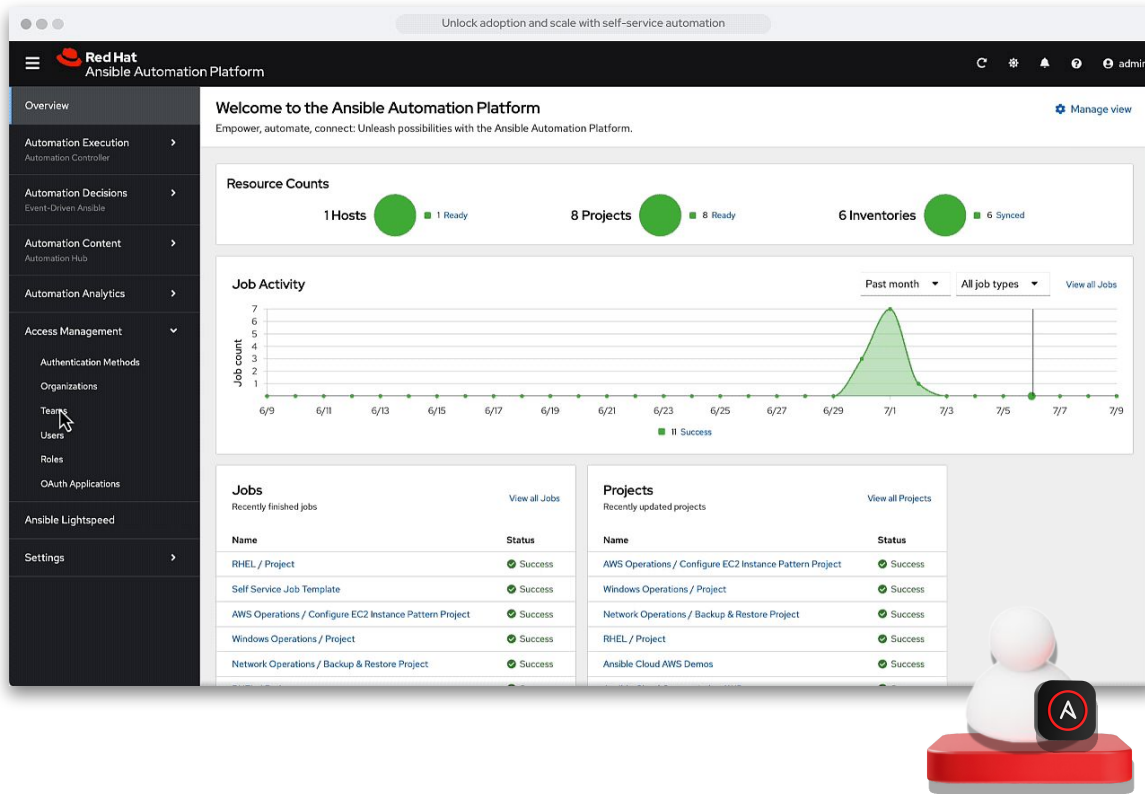 Unlock adoption and scale with self-service automation
Red Hat
Ansible Automation Platform
admin
Overview
Automation Execution
Automation Controller
Automation Decisions
Event-Driven Ansible
Automation Content
Automation Hub
Automation Analytics
Access Management
Authentication Methods
Organizations
Teams
Users
Roles
OAuth Applications
Ansible Lightspeed
Settings
Welcome to the Ansible Automation Platform
Manage view
Empower, automate, connect: Unleash possibilities with the Ansible Automation Platform.
Resource Counts
1 Hosts 1 Ready 8 Projects 8 Ready 6 Inventories 6 Synced
Job Activity Past month All job types View all Jobs
Job count
7
6
5
4
3
2
1
6/9 6/11 6/13 6/15 6/17 6/19 6/21 6/23 6/25 6/27 6/29 7/1 7/3 7/5 7/7 7/9
11 Success
Jobs
Recently finished jobs
View all Jobs
Name Status
RHEL / Project Success
Self Service Job Template Success
AWS Operations / Configure EC2 Instance Pattern Project Success
Windows Operations / Project Success
Network Operations / Backup & Restore Project Success
Projects
Recently updated projects
View all Projects
Name Status
AWS Operations / Configure EC2 Instance Pattern Project Success
Windows Operations / Project Success
Network Operations / Backup & Restore Project Success
RHEL / Project Success
Ansible Cloud AWS Demos Success